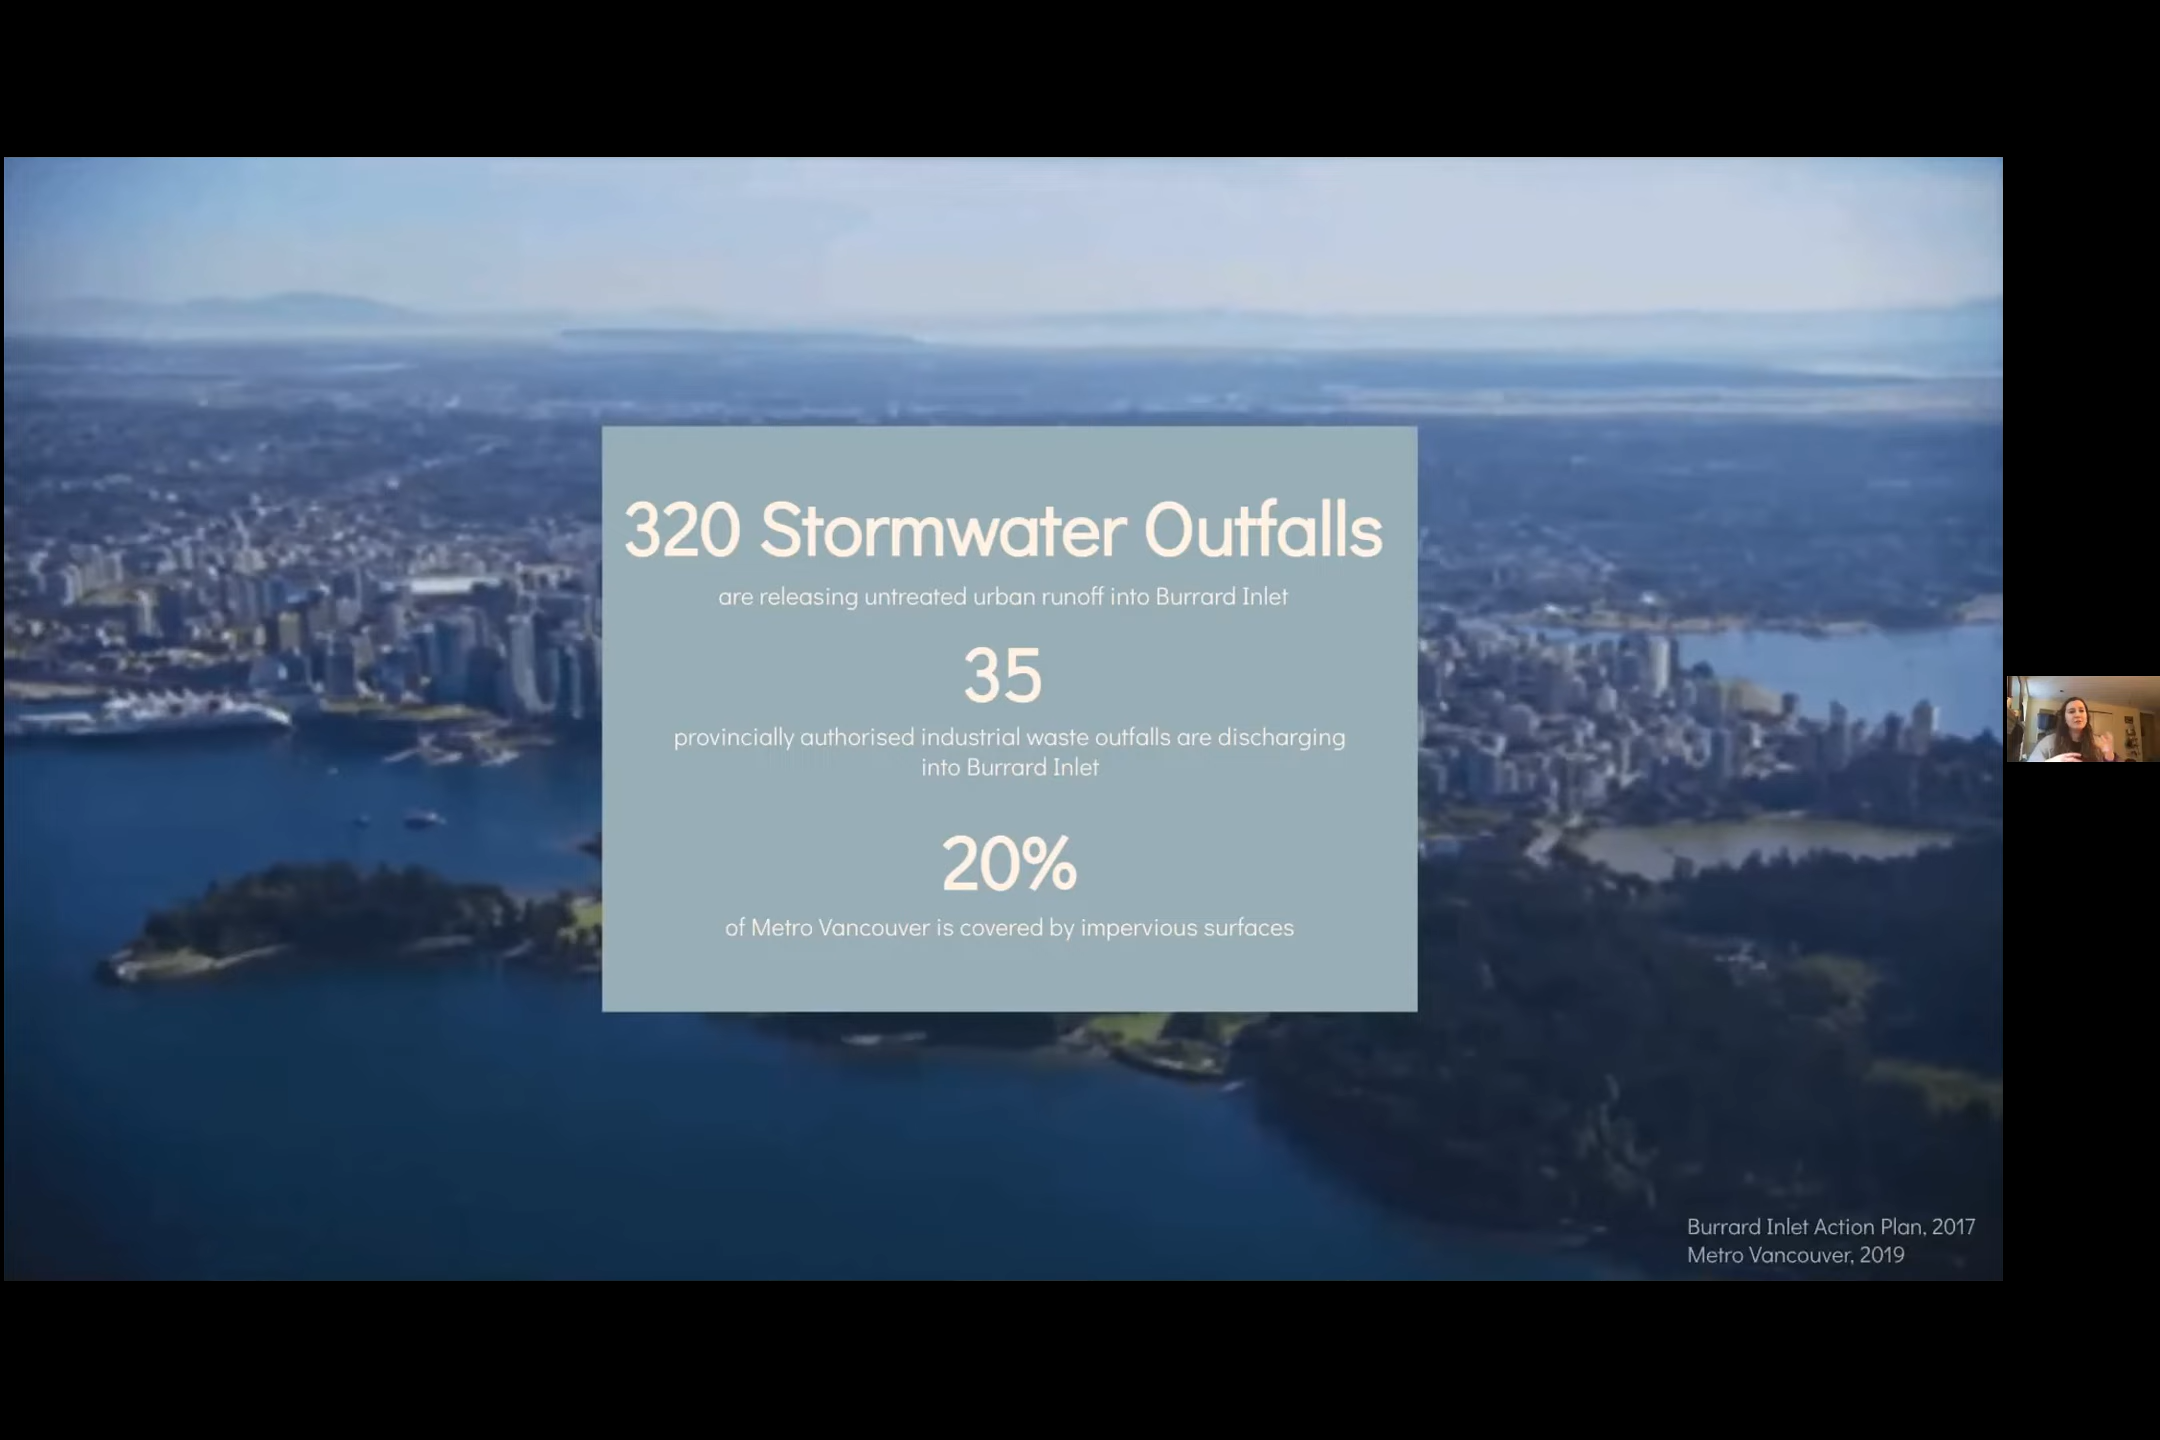 320 Stormwater Outfalls
are releasing untreated urban runoff into Burrard Inlet
35
provincially authorised industrial waste outfalls are discharging
into Burrard Inlet
20%
of Metro Vancouver is covered by impervious surfaces
Burrard Inlet Action Plan, 2017
Metro Vancouver, 2019